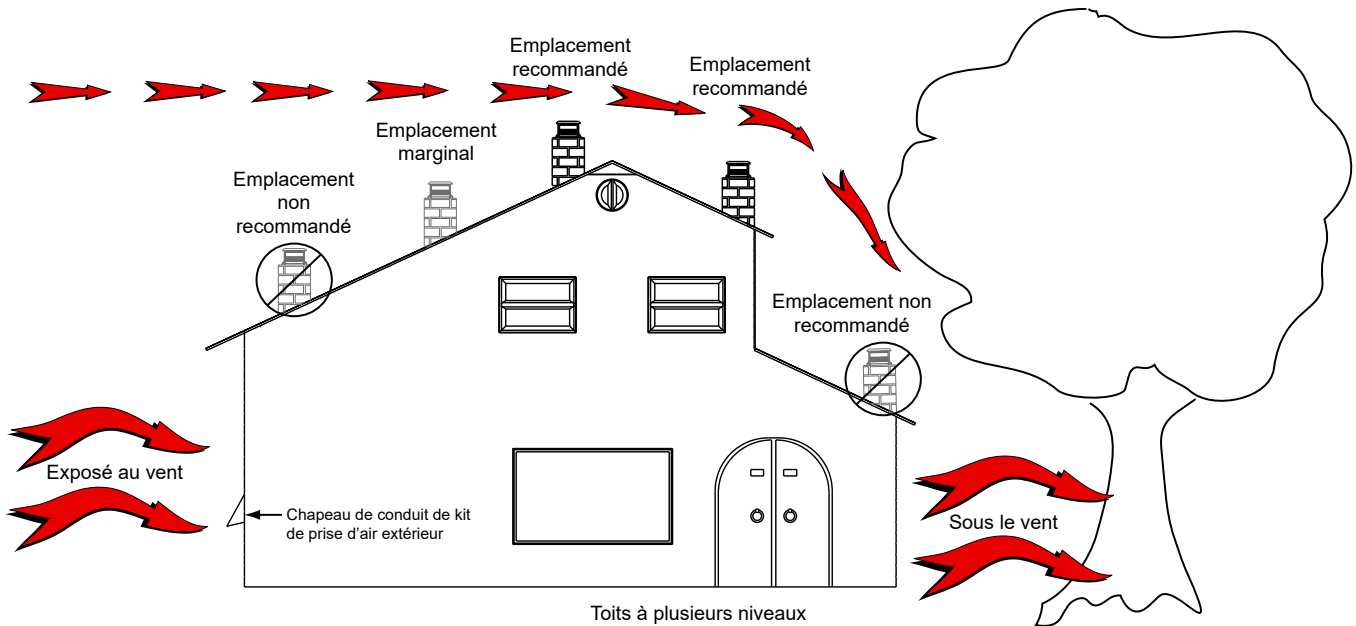 Emplacement
recommandé
Emplacement
recommandé
Emplacement
marginal
Emplacement
non
recommandé
Emplacement non
recommandé
Exposé au vent
Chapeau de conduit de kit
de prise d'air extérieur
Sous le vent
Toits à plusieurs niveaux